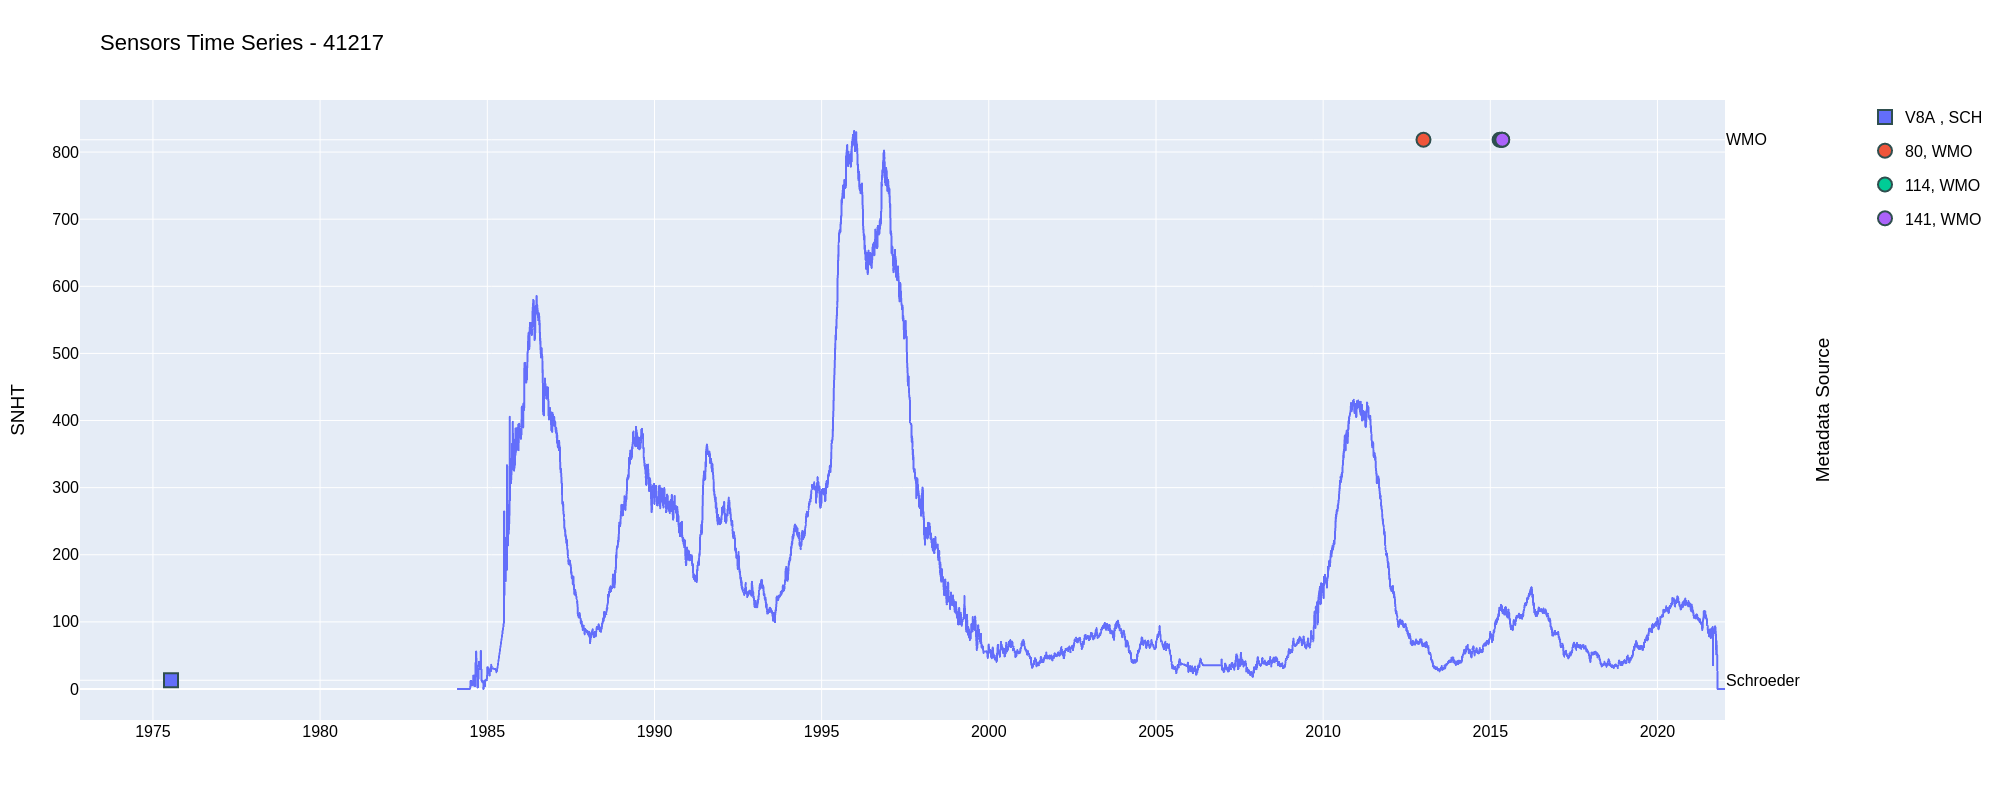 Sensors Time Series - 41217
V8A , SCH
80, WMO
114, WMO
141, WMO
WMO
Schroeder
Metadata Source
SNHT
800
700
600
500
400
300
200
100
0
1975 1980 1985 1990 1995 2000 2005 2010 2015 2020